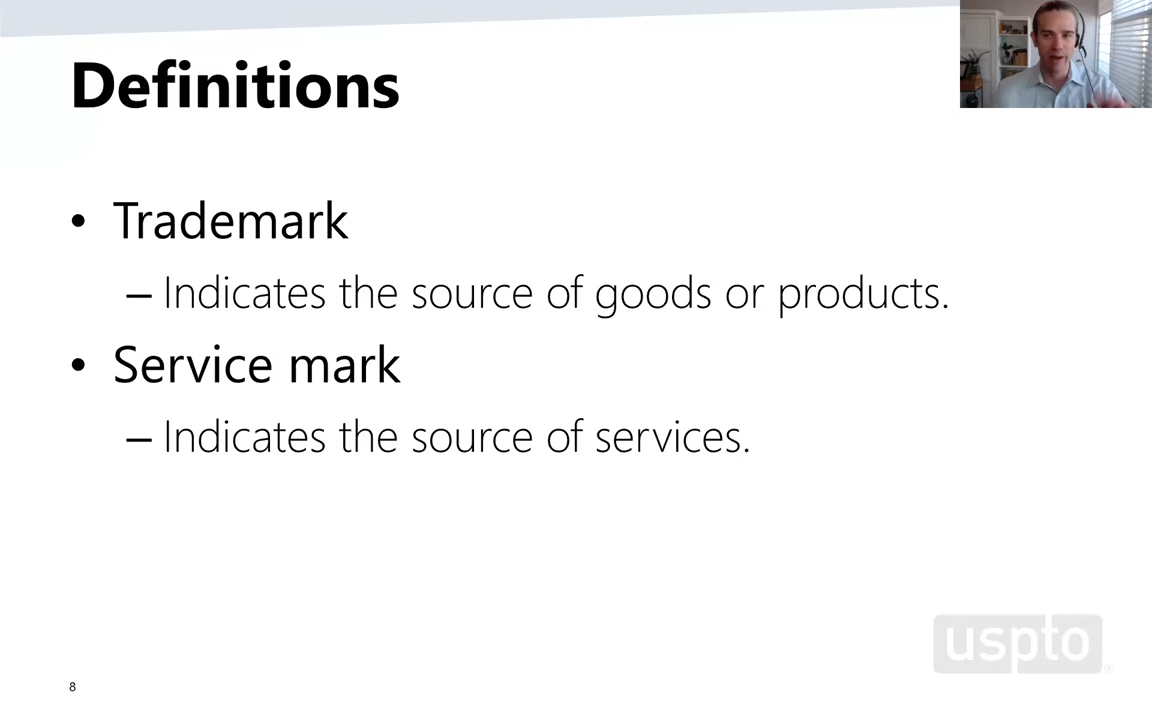 Definitions
• Trademark
– Indicates the source of goods or products.
• Service mark
– Indicates the source of services.
uspto
8